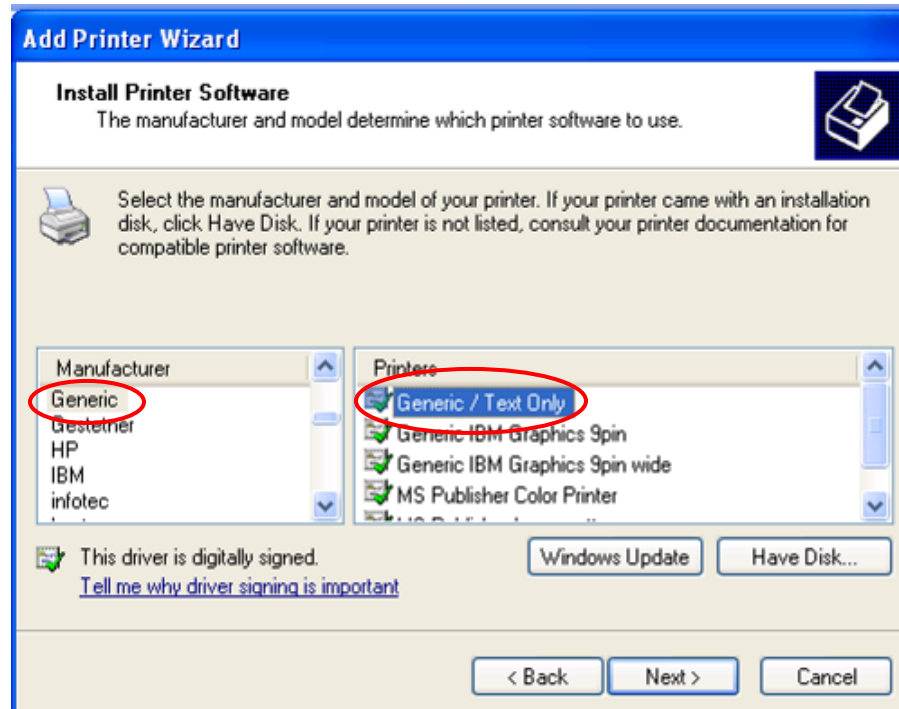 Add Printer Wizard
Install Printer Software
The manufacturer and model determine which printer software to use.
Select the manufacturer and model of your printer. If your printer came with an installation
disk, click Have Disk. If your printer is not listed, consult your printer documentation for
compatible printer software.
Manufacturer
Generic
Gestetner
HP
IBM
infotec
Printers
Generic / Text Only
Generic IBM Graphics 9pin
Generic IBM Graphics 9pin wide
MS Publisher Color Printer
This driver is digitally signed.
Tell me why driver signing is important
Windows Update
Have Disk...
< Back
Next >
Cancel